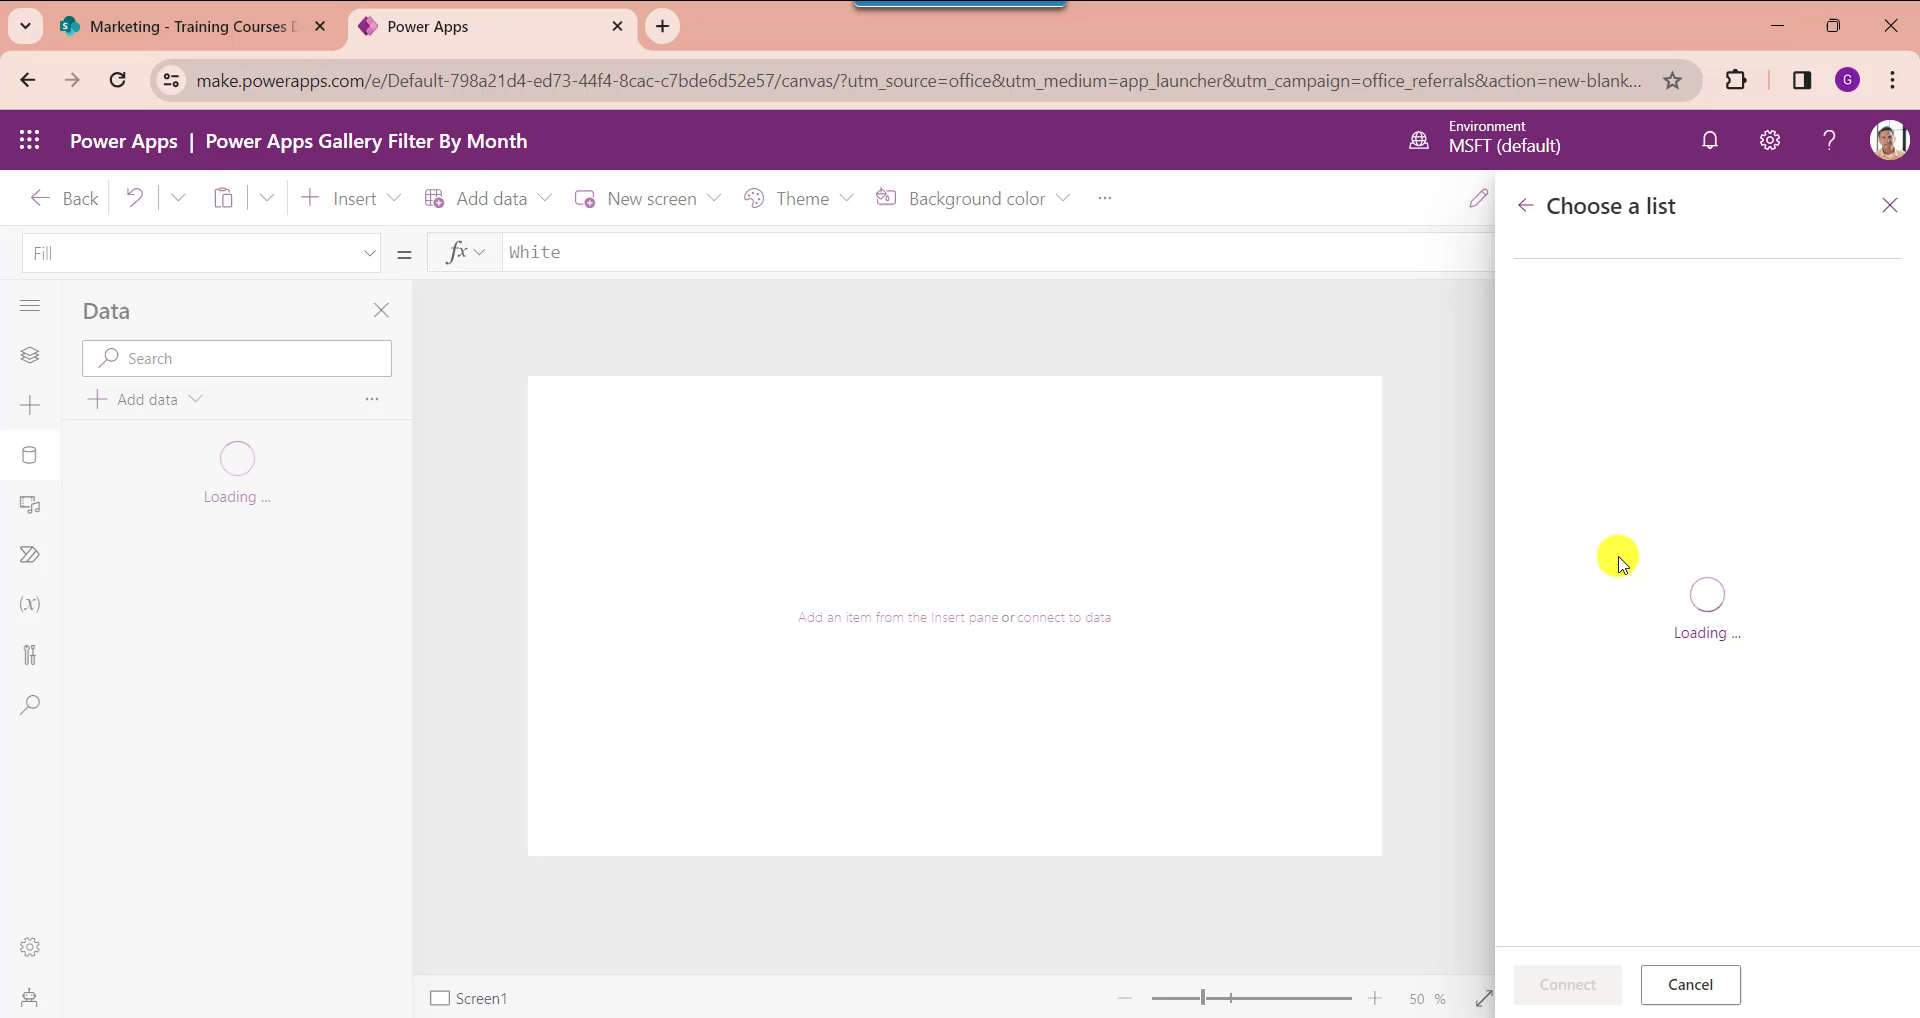 Marketing - Training Courses
Power Apps
make.powerapps.com/e/Default-798a21d4-ed73-44f4-8cac-c7bde6d52e57/canvas/?utm_source=office&utm_medium=app_launcher&utm_campaign=office_referrals&action=new-blank...
G
Power Apps | Power Apps Gallery Filter By Month
Environment
MSFT (default)
Back
Insert
Add data
New screen
Theme
Background color
...
Choose a list
Fill
=
fx
White
Data
Search
Add data
...
Loading ...
(x)
Add an item from the Insert pane or connect to data
Loading ...
Screen1
50 %
Connect
Cancel